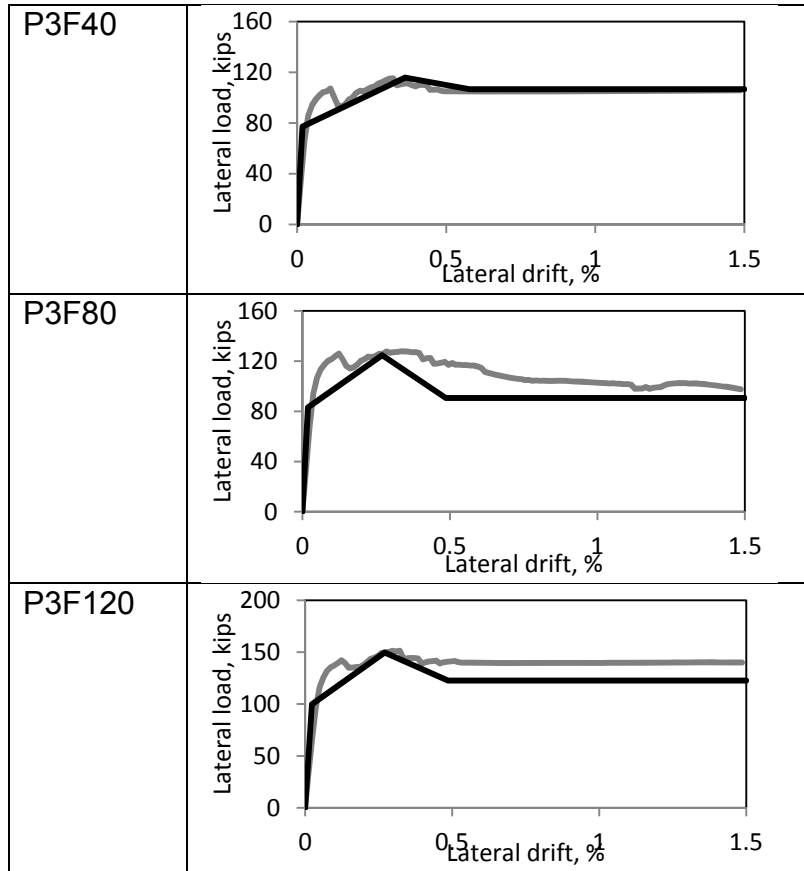 P3F40
Lateral load, kips
160
120
80
40
0
0 0.5 1 1.5
Lateral drift, %
P3F80
Lateral load, kips
160
120
80
40
0
0 0.5 1 1.5
Lateral drift, %
P3F120
Lateral load, kips
200
150
100
50
0
0 0.5 1 1.5
Lateral drift, %